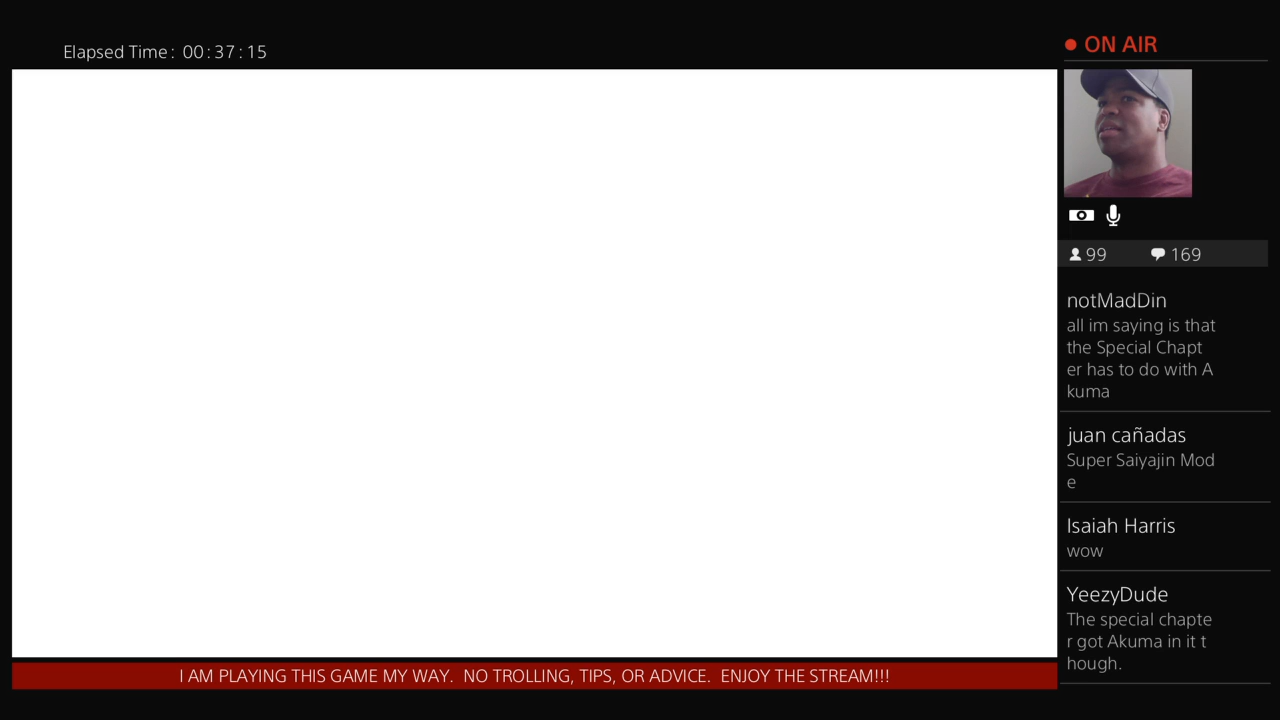 Elapsed Time: 00:37:15
ON AIR
99 169
notMadDin
all im saying is that
the Special Chapt
er has to do with A
kuma
juan cañadas
Super Saiyajin Mod
e
Isaiah Harris
wow
YeezyDude
The special chapte
r got Akuma in it t
hough.
I AM PLAYING THIS GAME MY WAY. NO TROLLING, TIPS, OR ADVICE. ENJOY THE STREAM!!!